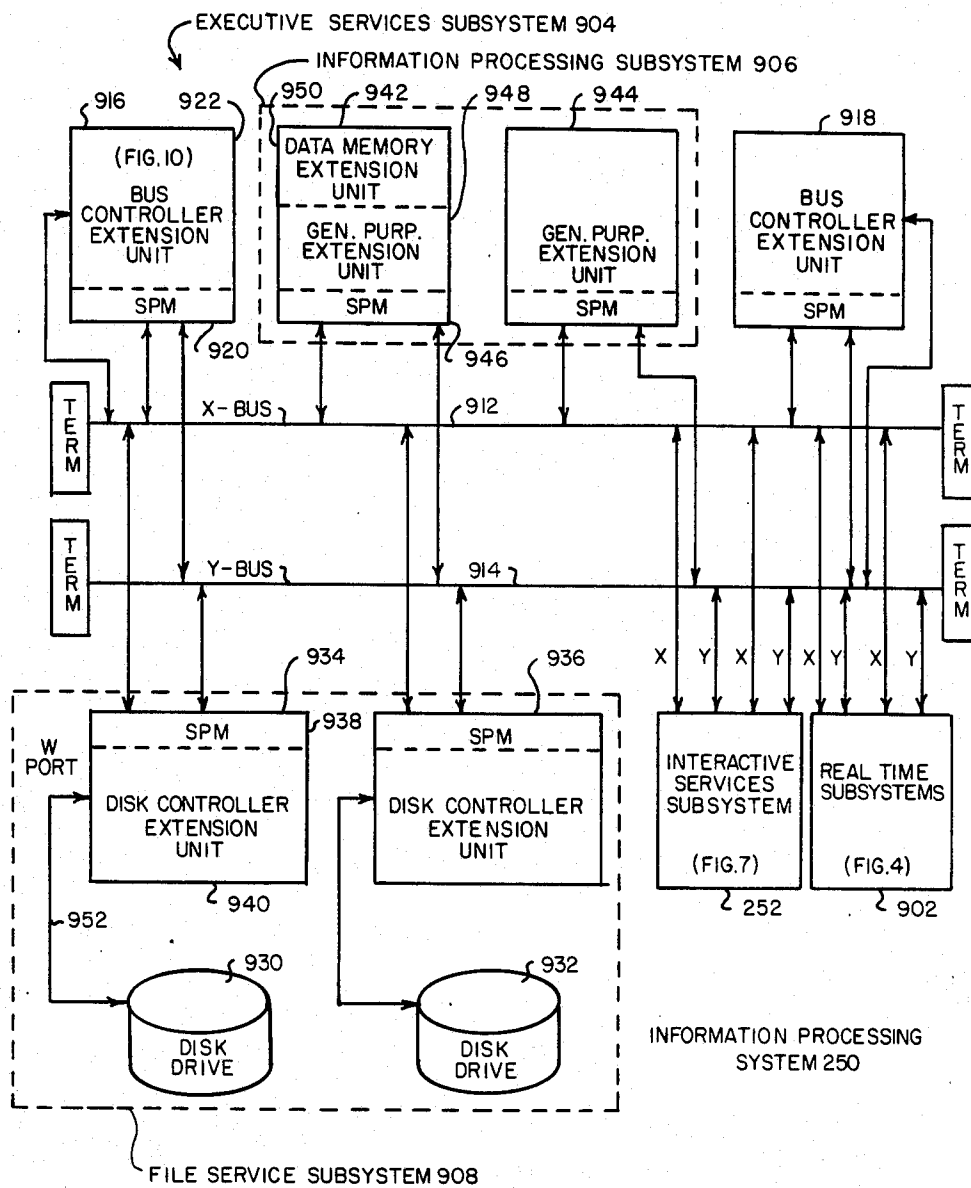 EXECUTIVE SERVICES SUBSYSTEM 904
INFORMATION PROCESSING SUBSYSTEM 906
916
922
950
942
948
944
918
(FIG. 10)
BUS
CONTROLLER
EXTENSION
UNIT
SPM
920
DATA MEMORY
EXTENSION
UNIT
GEN. PURP.
EXTENSION
UNIT
SPM
946
GEN. PURP.
EXTENSION
UNIT
SPM
BUS
CONTROLLER
EXTENSION
UNIT
SPM
TERM
X-BUS
912
TERM
TERM
Y-BUS
914
TERM
X
Y
X
Y
X
Y
X
Y
934
936
W
PORT
SPM
938
DISK CONTROLLER
EXTENSION
UNIT
940
952
SPM
DISK CONTROLLER
EXTENSION
UNIT
INTERACTIVE
SERVICES
SUBSYSTEM
(FIG.7)
252
REAL TIME
SUBSYSTEMS
(FIG.4)
902
930
DISK
DRIVE
932
DISK
DRIVE
INFORMATION PROCESSING
SYSTEM 250
FILE SERVICE SUBSYSTEM 908